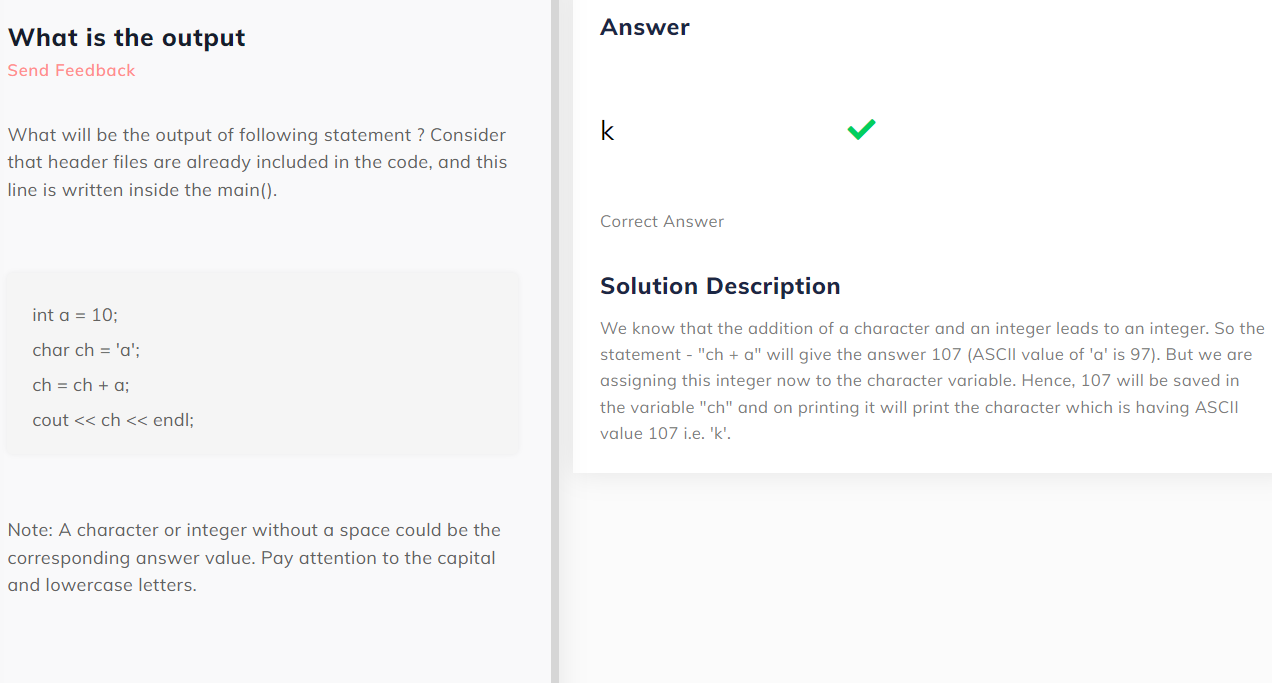 What is the output
Send Feedback
What will be the output of following statement ? Consider
that header files are already included in the code, and this
line is written inside the main().
int a = 10;
char ch = 'a';
ch = ch + a;
cout << ch << endl;
Note: A character or integer without a space could be the
corresponding answer value. Pay attention to the capital
and lowercase letters.
Answer
k
Correct Answer
Solution Description
We know that the addition of a character and an integer leads to an integer. So the
statement - "ch + a" will give the answer 107 (ASCII value of 'a' is 97). But we are
assigning this integer now to the character variable. Hence, 107 will be saved in
the variable "ch" and on printing it will print the character which is having ASCII
value 107 i.e. 'k'.